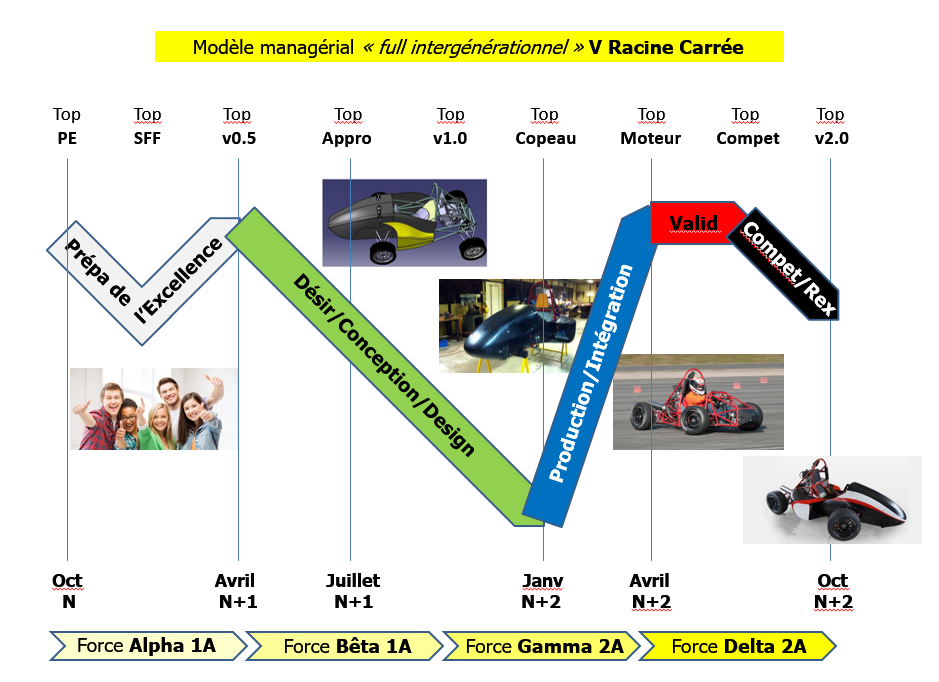 Modèle managérial « full intergénérationnel » V Racine Carrée
Top Top Top Top Top Top Top Top Top
PE SFF v0.5 Appro v1.0 Copeau Moteur Compet v2.0
Prépa de
l’Excellence
Désir/Conception/Design
Production/Intégration
Valid
Compet/Rex
Oct Avril Juillet Janv Avril Oct
N N+1 N+1 N+2 N+2 N+2
Force Alpha 1A Force Bêta 1A Force Gamma 2A Force Delta 2A